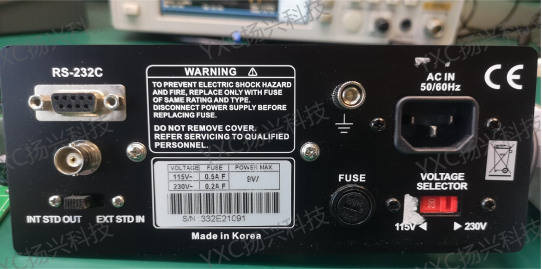 YXC扬兴科技
RS-232C
WARNING
TO PREVENT ELECTRIC SHOCK HAZARD
AND FIRE, REPLACE ONLY WITH FUSE
OF SAME RATING AND TYPE.
DISCONNECT POWER SUPPLY BEFORE
REPLACING FUSE.
DO NOT REMOVE COVER.
REFER SERVICING TO QUALIFIED
PERSONNEL.
VOLTAGE FUSE POWER MAX.
115V~ 0.5A F 9V/
230V~ 0.2A F
S/N: 332E21091
Made in Korea
INT STD OUT EXT STD IN
AC IN
50/60Hz
CE
FUSE
VOLTAGE
SELECTOR
115V ◄ ► 230V